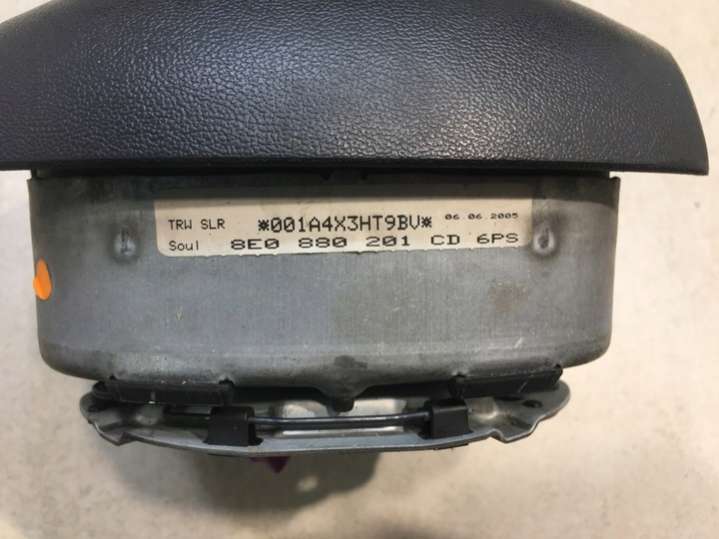 TRW SLR *001A4X3HT9BV* 06.06.2005
Soul 8E0 880 201 CD 6PS